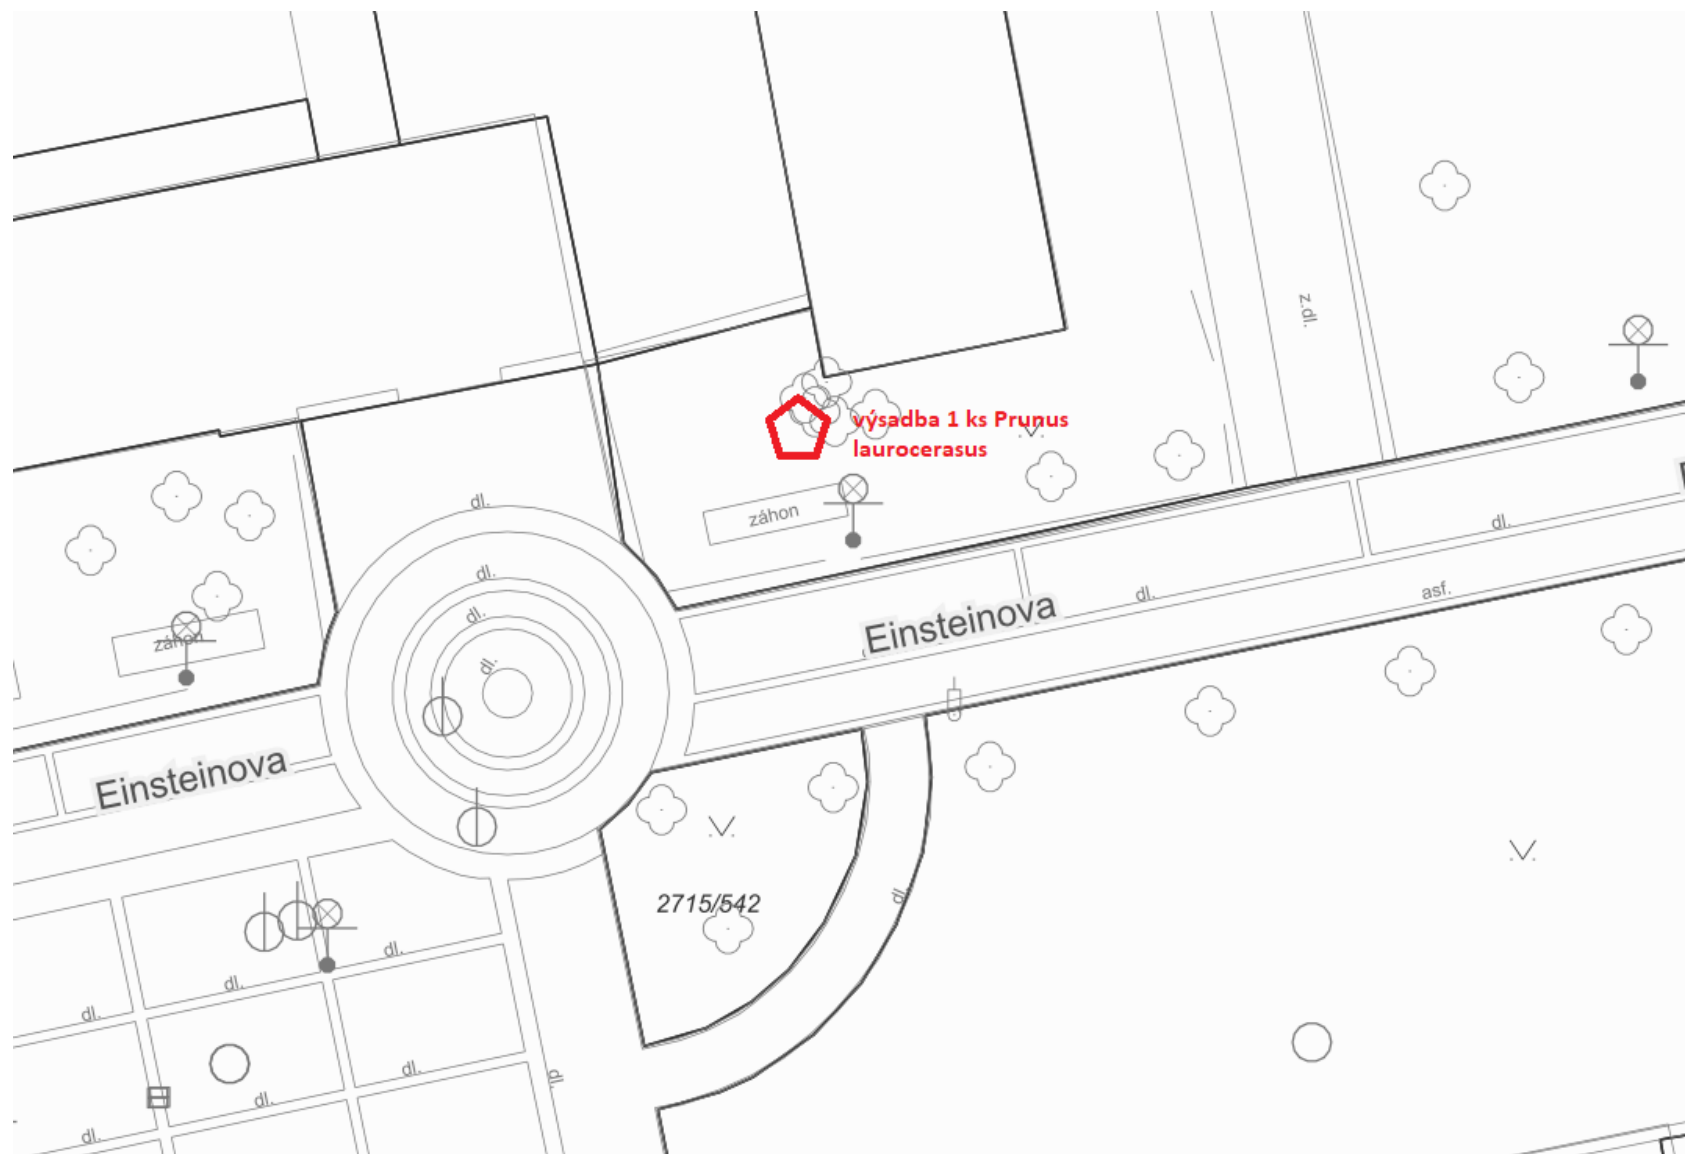 z.dl.
výsadba 1 ks Prunus
laurocerasus
dl.
záhon
dl.
dl.
asf.
dl.
dl.
Einsteinova
záhon
dl.
Einsteinova
2715/542
dl.
dl.
dl.
dl.
dl.
dl.
dl.
dl.